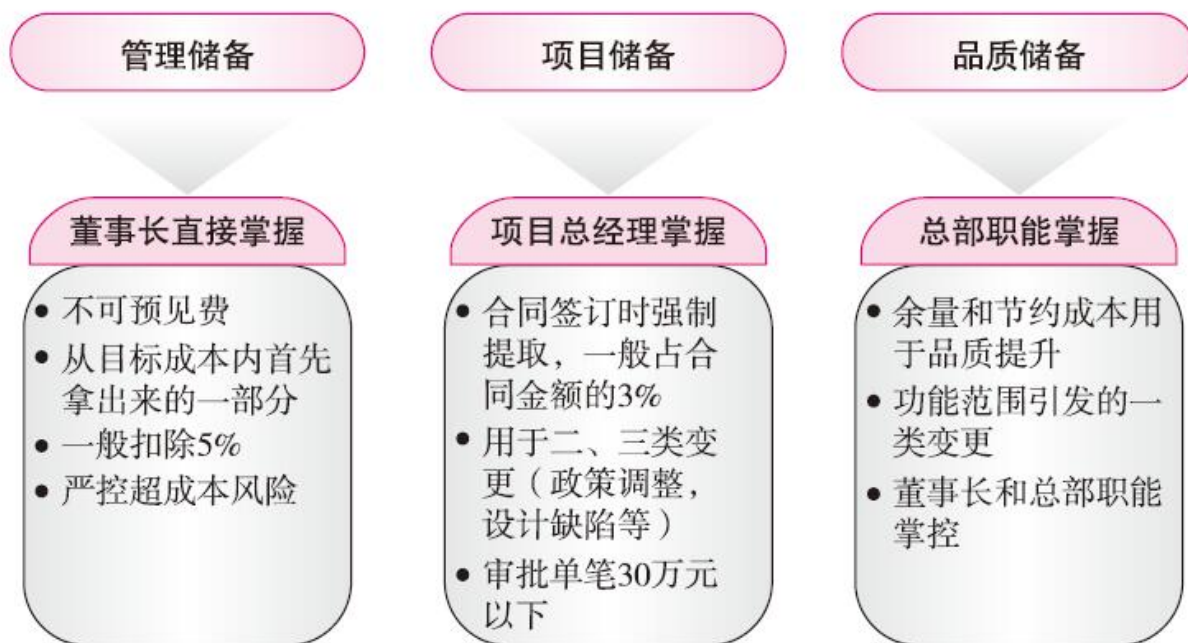 管理储备
董事长直接掌握
• 不可预见费
• 从目标成本内首先
拿出来的一部分
• 一般扣除5%
• 严控超成本风险
项目储备
项目总经理掌握
• 合同签订时强制
提取，一般占合
同金额的3%
• 用于二、三类变
更（政策调整，
设计缺陷等）
• 审批单笔30万元
以下
品质储备
总部职能掌握
• 余量和节约成本用
于品质提升
• 功能范围引发的一
类变更
• 董事长和总部职能
掌控